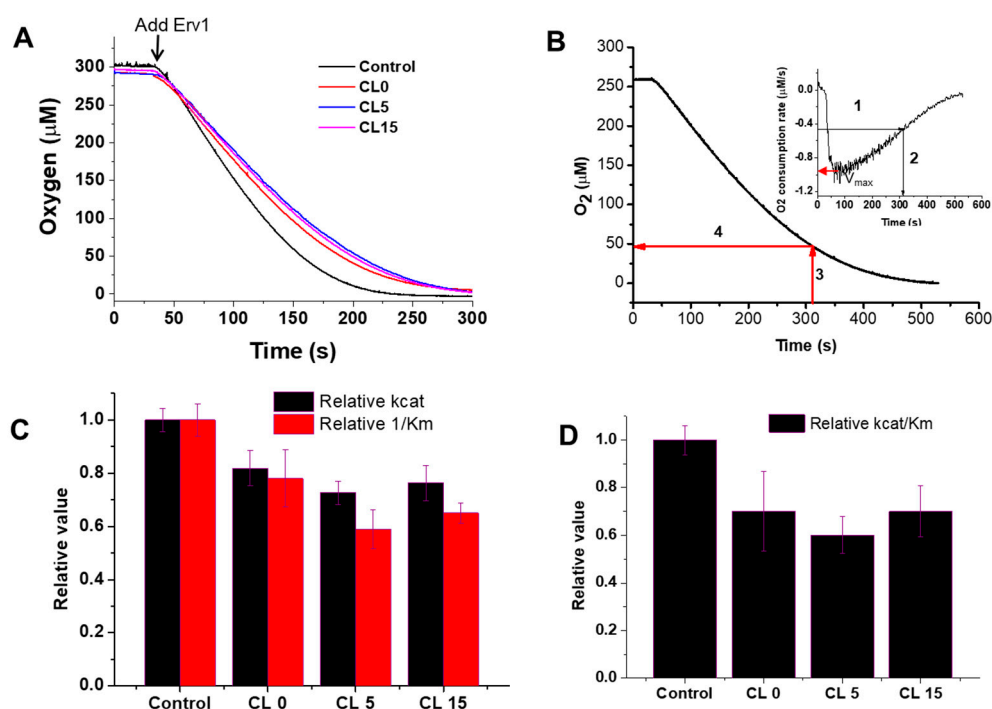 A
Add Erv1
Oxygen (μM)
300
250
200
150
100
50
0
Control
CL0
CL5
CL15
0 50 100 150 200 250 300
Time (s)
B
O₂ (μM)
300
250
200
150
100
50
0
4
3
0 100 200 300 400 500 600
Time (s)
O2 consumption rate (μM/s)
0.0
-0.4
-0.8
-1.2
1
2
Vmax
0 100 200 300 400 500 600
Time (s)
C
Relative value
1.0
0.8
0.6
0.4
0.2
0.0
Relative kcat
Relative 1/Km
Control CL 0 CL 5 CL 15
D
Relative value
1.0
0.8
0.6
0.4
0.2
Relative kcat/Km
Control CL 0 CL 5 CL 15